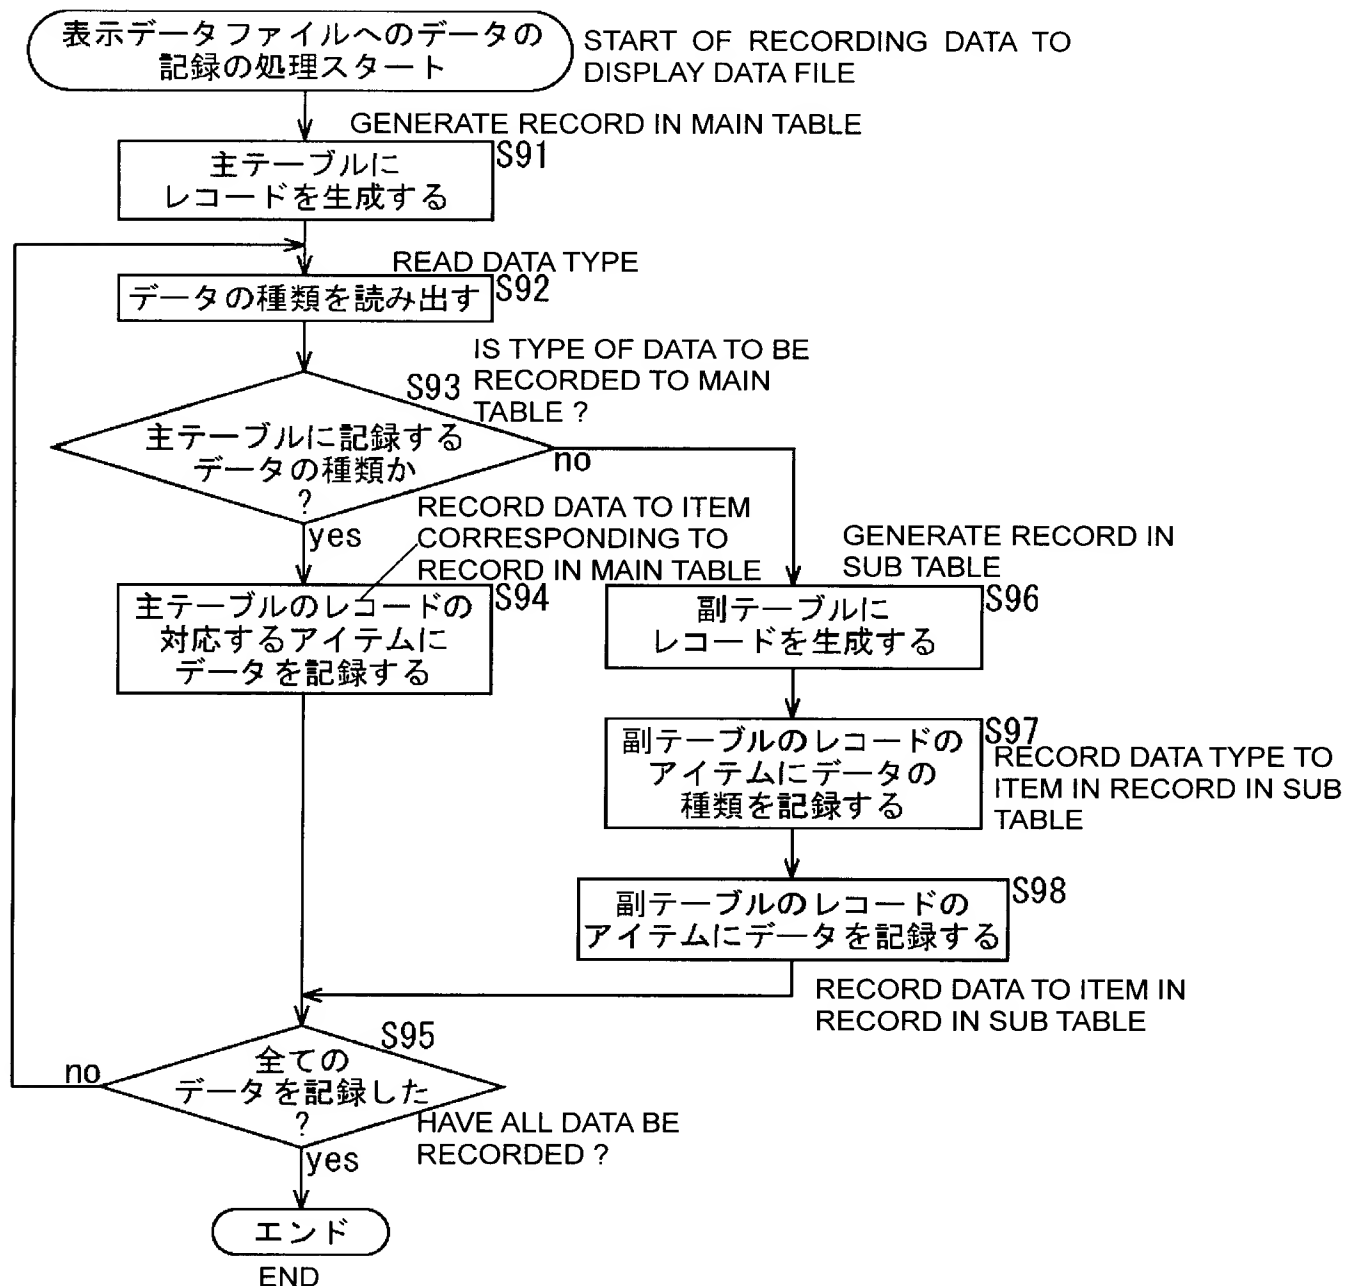 表示データファイルへのデータの
記録の処理スタート
START OF RECORDING DATA TO
DISPLAY DATA FILE
GENERATE RECORD IN MAIN TABLE
S91
主テーブルに
レコードを生成する
READ DATA TYPE
S92
データの種類を読み出す
IS TYPE OF DATA TO BE
RECORDED TO MAIN
TABLE ?
S93
主テーブルに記録する
データの種類か
?
no
yes
RECORD DATA TO ITEM
CORRESPONDING TO
RECORD IN MAIN TABLE
S94
主テーブルのレコードの
対応するアイテムに
データを記録する
GENERATE RECORD IN
SUB TABLE
S96
副テーブルに
レコードを生成する
S97
副テーブルのレコードの
アイテムにデータの
種類を記録する
RECORD DATA TYPE TO
ITEM IN RECORD IN SUB
TABLE
S98
副テーブルのレコードの
アイテムにデータを記録する
RECORD DATA TO ITEM IN
RECORD IN SUB TABLE
S95
全ての
データを記録した
?
no
HAVE ALL DATA BE
RECORDED ?
yes
エンド
END